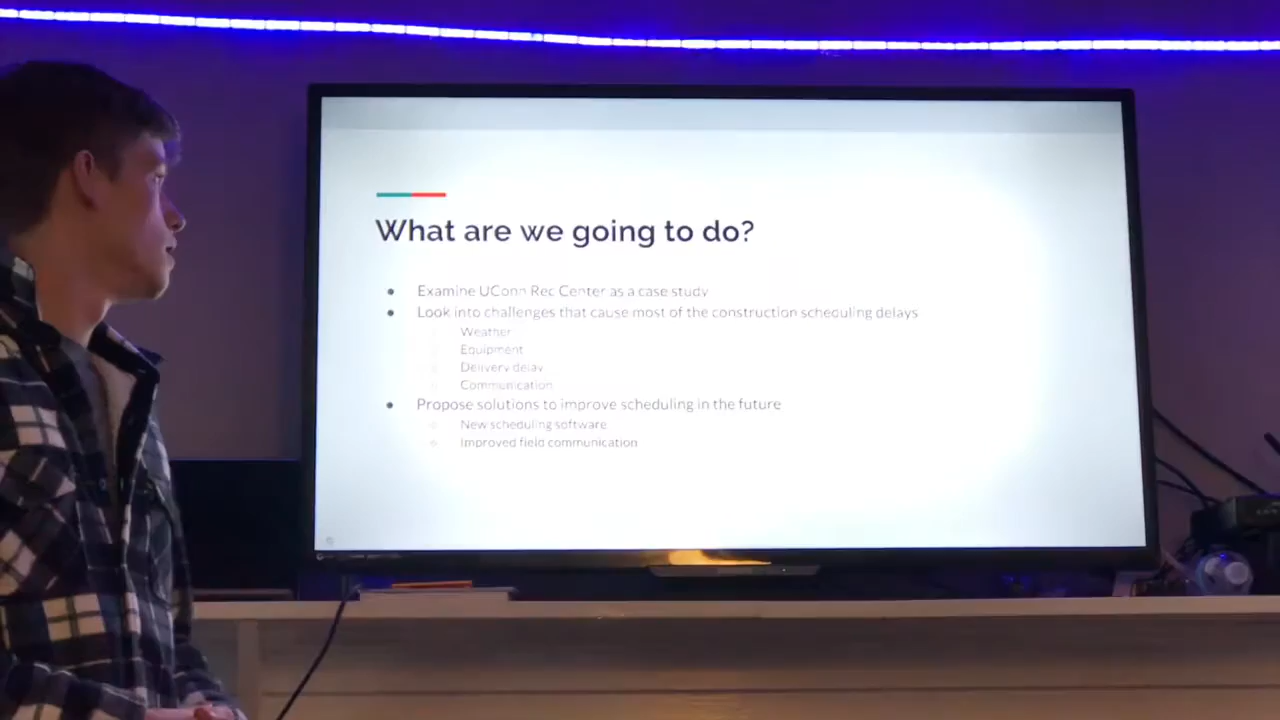 What are we going to do?
Examine UConn Rec Center as a case study
Look into challenges that cause most of the construction scheduling delays
Weather
Equipment
Delivery delay
Communication
Propose solutions to improve scheduling in the future
New scheduling software
Improved field communication